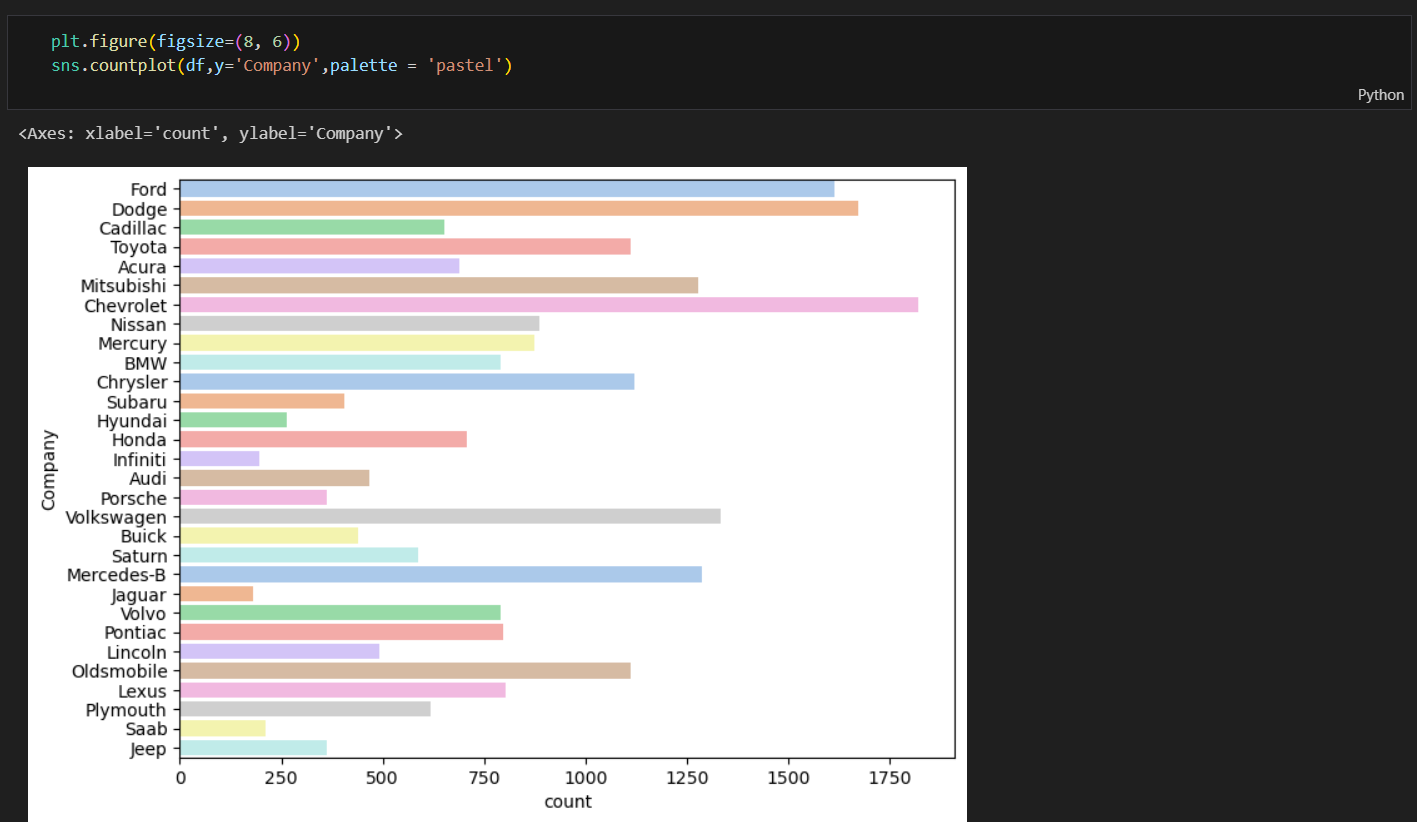 plt.figure(figsize=(8, 6))
sns.countplot(df,y='Company',palette = 'pastel')
Python
<Axes: xlabel='count', ylabel='Company'>
Ford
Dodge
Cadillac
Toyota
Acura
Mitsubishi
Chevrolet
Nissan
Mercury
BMW
Chrysler
Subaru
Hyundai
Honda
Infiniti
Audi
Porsche
Volkswagen
Buick
Saturn
Mercedes-B
Jaguar
Volvo
Pontiac
Lincoln
Oldsmobile
Lexus
Plymouth
Saab
Jeep
Company
0 250 500 750 1000 1250 1500 1750
count